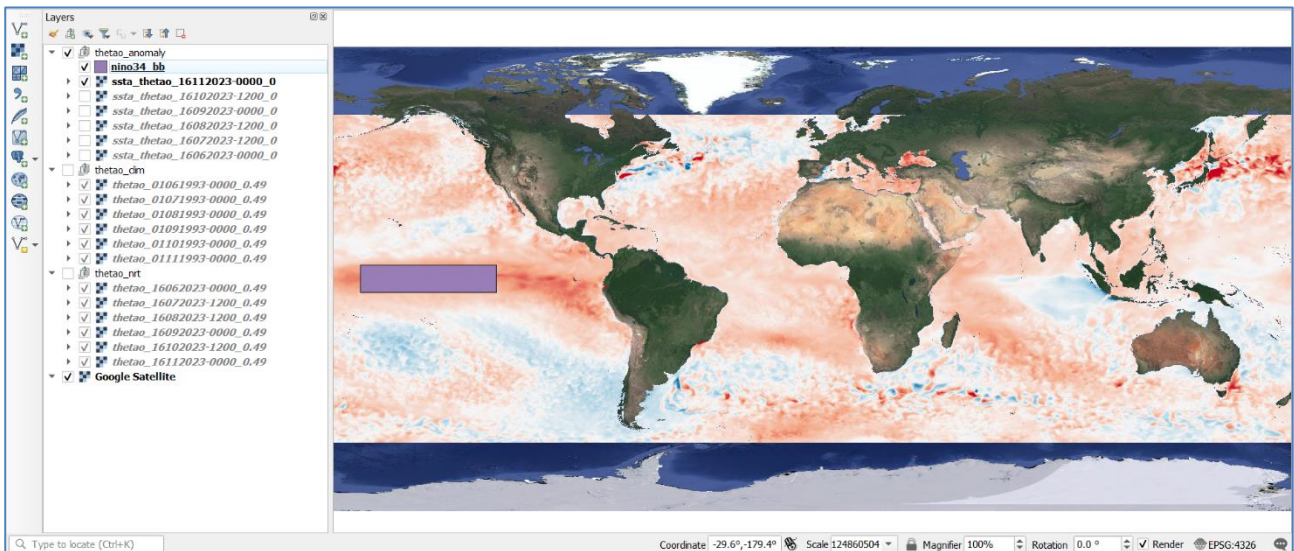 Layers
thetao_anomaly
nino34_bb
ssta_thetao_16112023-0000_0
ssta_thetao_16102023-1200_0
ssta_thetao_16092023-0000_0
ssta_thetao_16082023-1200_0
ssta_thetao_16072023-1200_0
ssta_thetao_16062023-0000_0
thetao_clim
thetao_01061993-0000_0.49
thetao_01071993-0000_0.49
thetao_01081993-0000_0.49
thetao_01091993-0000_0.49
thetao_01101993-0000_0.49
thetao_01111993-0000_0.49
thetao_nrt
thetao_16062023-0000_0.49
thetao_16072023-1200_0.49
thetao_16082023-1200_0.49
thetao_16092023-0000_0.49
thetao_16102023-1200_0.49
thetao_16112023-0000_0.49
Google Satellite
Type to locate (Ctrl+K) Coordinate -29.6°,-179.4° Scale 124860504 Magnifier 100% Rotation 0.0 ° Render EPSG:4326